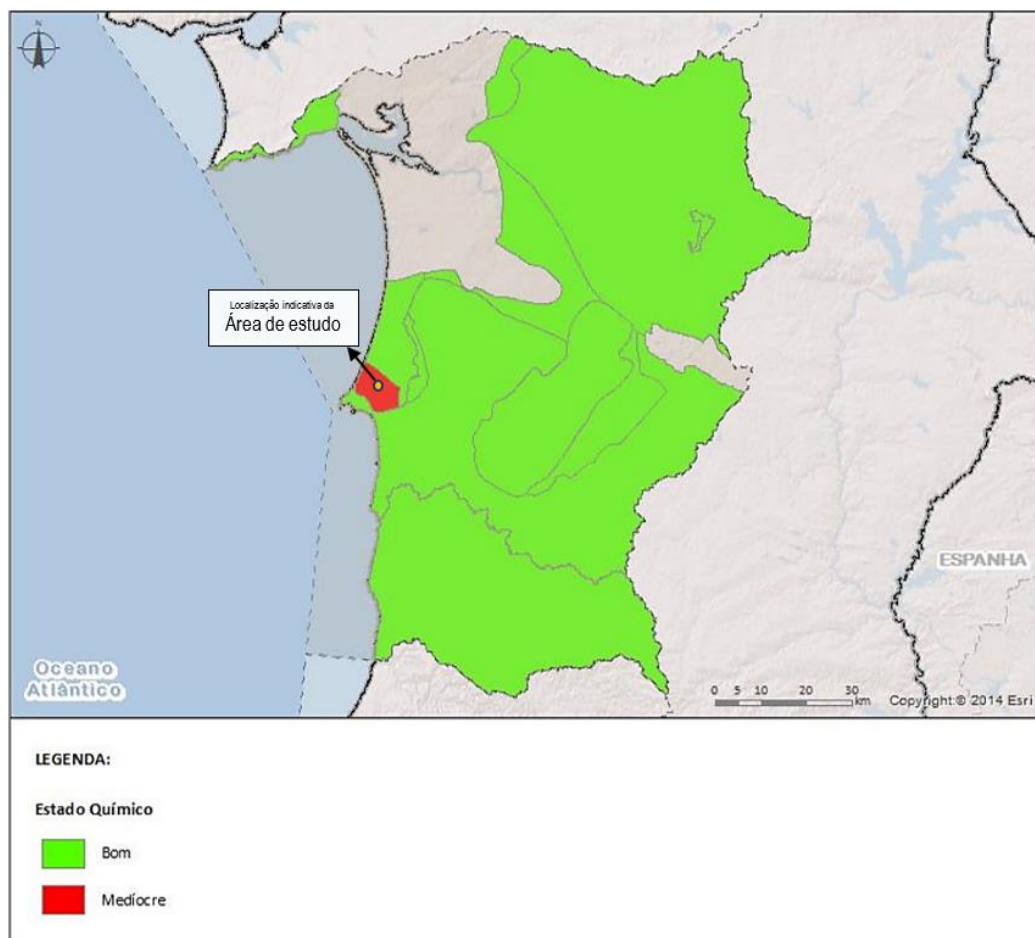 N
Localização indicativa da
Área de estudo
ESPANHA
Oceano
Atlântico
0 5 10 20 30
km
Copyright:© 2014 Esri
LEGENDA:
Estado Químico
Bom
Medíocre